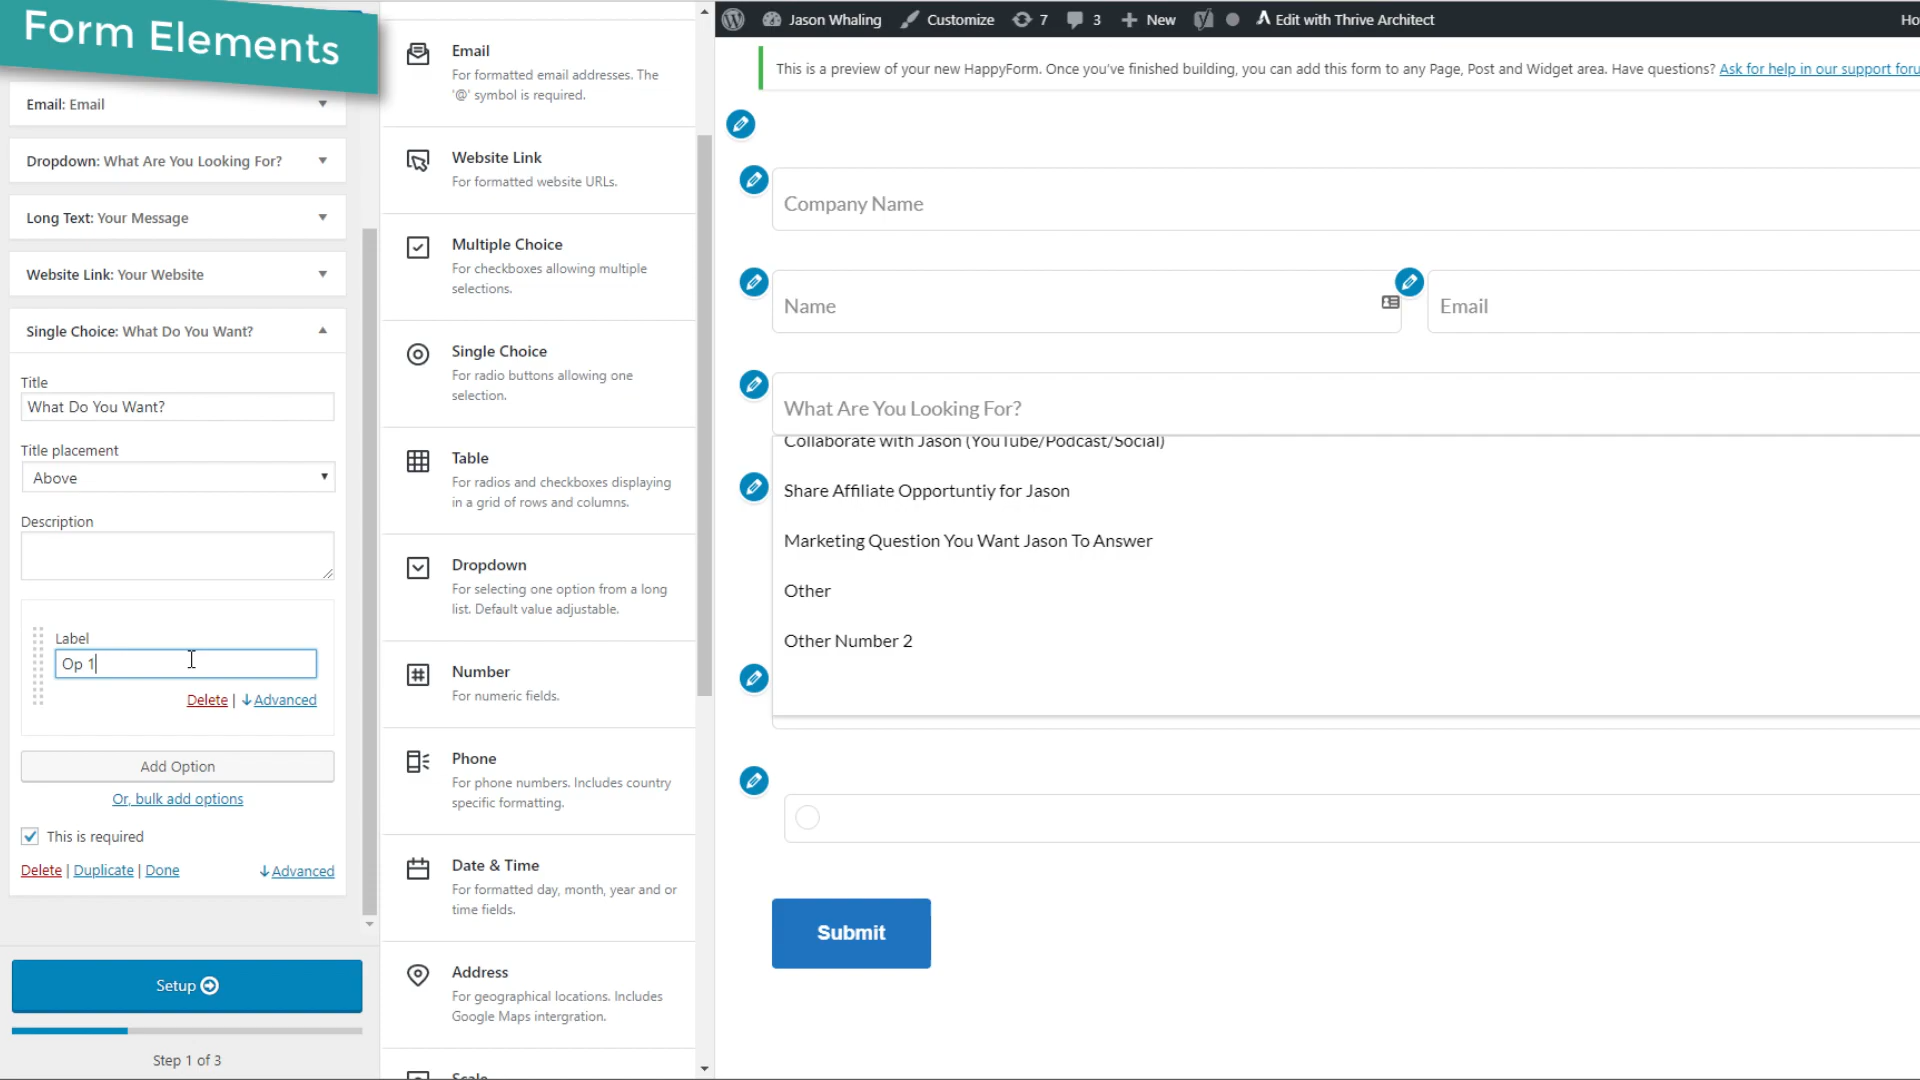 Form Elements
Email: Email
Dropdown: What Are You Looking For?
Long Text: Your Message
Website Link: Your Website
Single Choice: What Do You Want?
Title
What Do You Want?
Title placement
Above
Description
Label
Op 1
Delete | Advanced
Add Option
Or, bulk add options
This is required
Delete | Duplicate | Done
Advanced
Setup
Step 1 of 3
Email
For formatted email addresses. The
'@' symbol is required.
Website Link
For formatted website URLs.
Multiple Choice
For checkboxes allowing multiple
selections.
Single Choice
For radio buttons allowing one
selection.
Table
For radios and checkboxes displaying
in a grid of rows and columns.
Dropdown
For selecting one option from a long
list. Default value adjustable.
Number
For numeric fields.
Phone
For phone numbers. Includes country
specific formatting.
Date & Time
For formatted day, month, year and or
time fields.
Address
For geographical locations. Includes
Google Maps intergration.
Scale
Jason Whaling Customize 7 3 New Edit with Thrive Architect Ho
This is a preview of your new HappyForm. Once you've finished building, you can add this form to any Page, Post and Widget area. Have questions? Ask for help in our support foru
Company Name
Name
Email
What Are You Looking For?
Collaborate with Jason (YouTube/Podcast/Social)
Share Affiliate Opportuntiy for Jason
Marketing Question You Want Jason To Answer
Other
Other Number 2
Submit